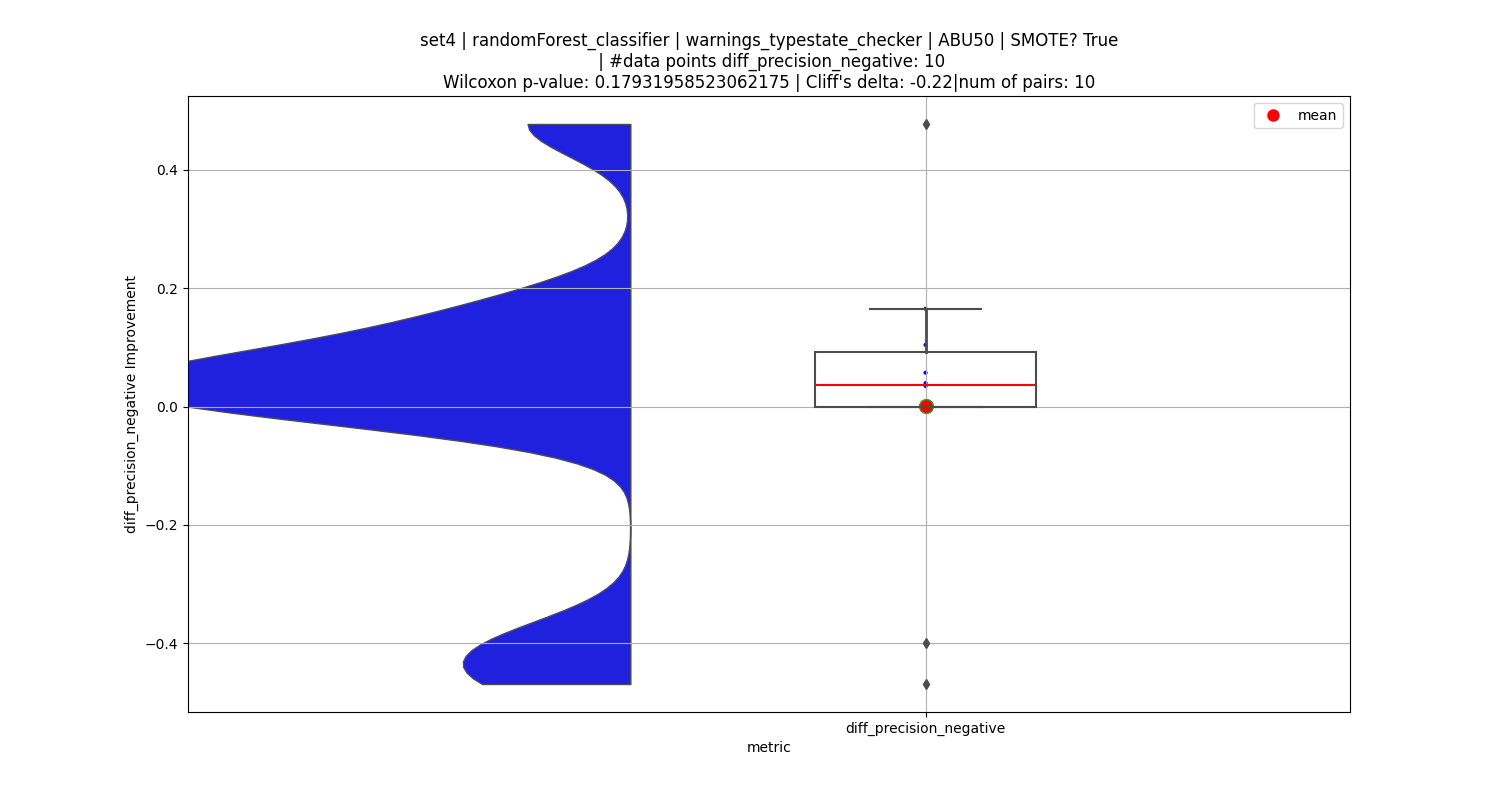 set4 | randomForest_classifier | warnings_typestate_checker | ABU50 | SMOTE? True
| #data points diff_precision_negative: 10
Wilcoxon p-value: 0.17931958523062175 | Cliff's delta: -0.22|num of pairs: 10
mean
0.4
0.2
0.0
−0.2
−0.4
diff_precision_negative Improvement
diff_precision_negative
metric